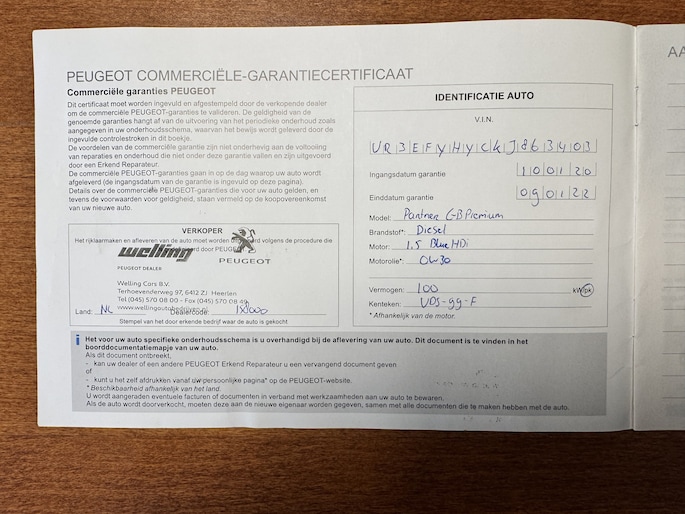 PEUGEOT COMMERCIËLE-GARANTIECERTIFICAAT
Commerciële garanties PEUGEOT
Dit certificaat moet worden ingevuld en afgestempeld door de verkopende dealer
om de commerciële PEUGEOT-garanties te valideren. De geldigheid van de
genoemde garanties hangt af van de uitvoering van het periodieke onderhoud zoals
aangegeven in uw onderhoudsschema, waarvan het bewijs wordt geleverd door de
ingevulde controlestroken in dit boekje.
De voordelen van de commerciële garantie zijn niet onderhevig aan de voltooiing
van reparaties en onderhoud die niet onder deze garantie vallen en zijn uitgevoerd
door een Erkend Reparateur.
De commerciële PEUGEOT-garanties gaan in op de dag waarop uw auto wordt
afgeleverd (de ingangsdatum van de garantie is ingevuld op deze pagina).
Details over de commerciële PEUGEOT-garanties die voor uw auto gelden, en
tevens de voorwaarden voor geldigheid, staan vermeld op de koopovereenkomst
van uw nieuwe auto.
VERKOPER
Het rijklaarmaken en afleveren van de auto moet worden uitgevoerd volgens de procedure die
werd door PEUGEOT
welling
PEUGEOT DEALER
PEUGEOT
Welling Cars B.V.
Terhoevenderweg 97, 6412 ZJ Heerlen
Tel (045) 570 08 00 - Fax (045) 570 08 49
Land: NL Dealercode:
Stempel van het door erkende bedrijf waar de auto is gekocht
IDENTIFICATIE AUTO
V.I.N.
VR3EFYHYCKJ863403
Ingangsdatum garantie 100120
Einddatum garantie 090122
Model: Partner GB Premium
Brandstof*: Diesel
Motor: 1.5 BlueHDi
Motorolie*: 0W30
Vermogen: 100 kW/pk
Kenteken: VDS-99-F
* Afhankelijk van de motor.
i Het voor uw auto specifieke onderhoudsschema is u overhandigd bij de aflevering van uw auto. Dit document is te vinden in het
boorddocumentatiemapje van uw auto.
Als dit document ontbreekt,
- kan uw dealer of een andere PEUGEOT Erkend Reparateur u een vervangend document geven
of
- kunt u het zelf afdrukken vanaf uw persoonlijke pagina* op de PEUGEOT-website.
* Beschikbaarheid afhankelijk van het land.
U wordt aangeraden eventuele facturen of documenten in verband met werkzaamheden aan uw auto te bewaren.
Als de auto wordt doorverkocht, moeten deze aan de nieuwe eigenaar worden gegeven, samen met alle documenten die te maken hebben met de auto.